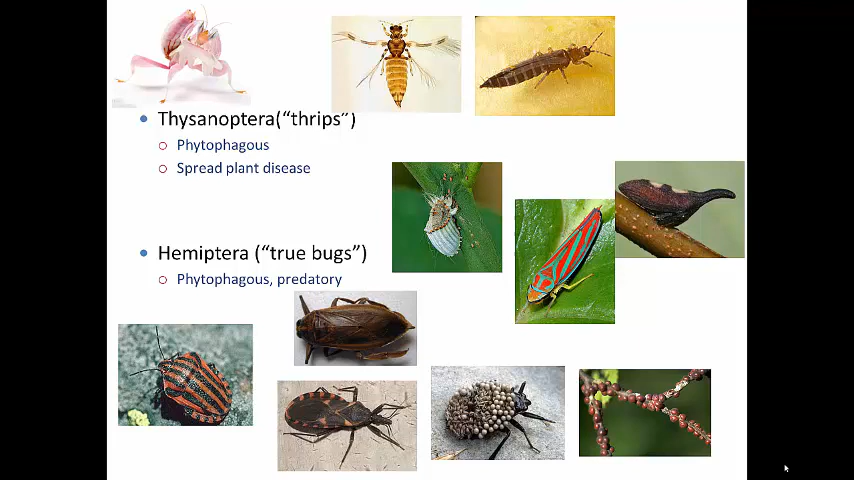 Thysanoptera(“thrips”)
Phytophagous
Spread plant disease
Hemiptera (“true bugs”)
Phytophagous, predatory